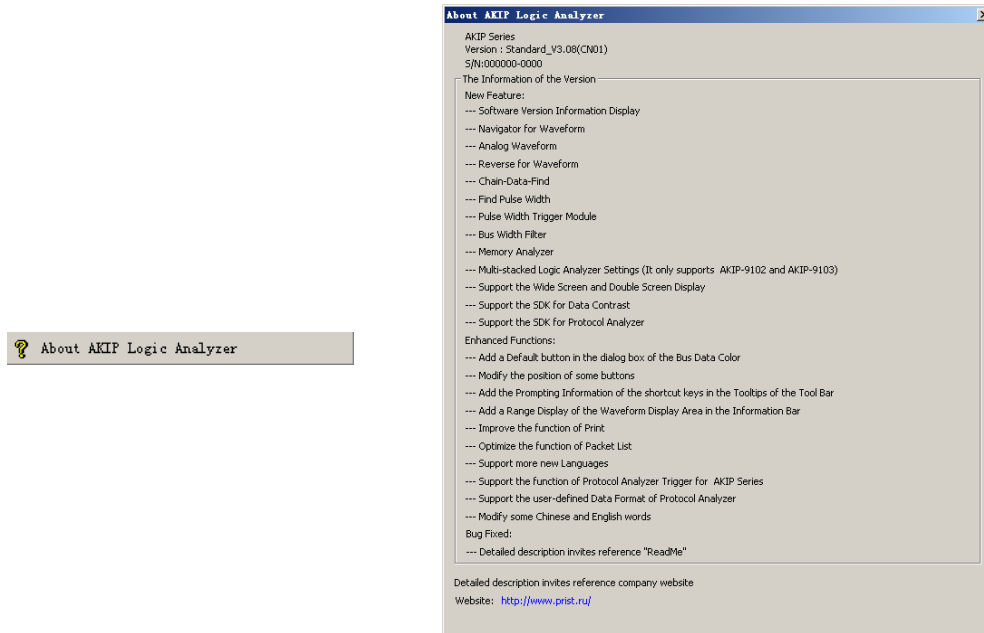 About AKIP Logic Analyzer
About AKIP Logic Analyzer
AKIP Series
Version : Standard_V3.08(CN01)
S/N:000000-0000
The Information of the Version
New Feature:
--- Software Version Information Display
--- Navigator for Waveform
--- Analog Waveform
--- Reverse for Waveform
--- Chain-Data-Find
--- Find Pulse Width
--- Pulse Width Trigger Module
--- Bus Width Filter
--- Memory Analyzer
--- Multi-stacked Logic Analyzer Settings (It only supports AKIP-9102 and AKIP-9103)
--- Support the Wide Screen and Double Screen Display
--- Support the SDK for Data Contrast
--- Support the SDK for Protocol Analyzer
Enhanced Functions:
--- Add a Default button in the dialog box of the Bus Data Color
--- Modify the position of some buttons
--- Add the Prompting Information of the shortcut keys in the Tooltips of the Tool Bar
--- Add a Range Display of the Waveform Display Area in the Information Bar
--- Improve the function of Print
--- Optimize the function of Packet List
--- Support more new Languages
--- Support the function of Protocol Analyzer Trigger for AKIP Series
--- Support the user-defined Data Format of Protocol Analyzer
--- Modify some Chinese and English words
Bug Fixed:
--- Detailed description invites reference "ReadMe"
Detailed description invites reference company website
Website: http://www.prist.ru/